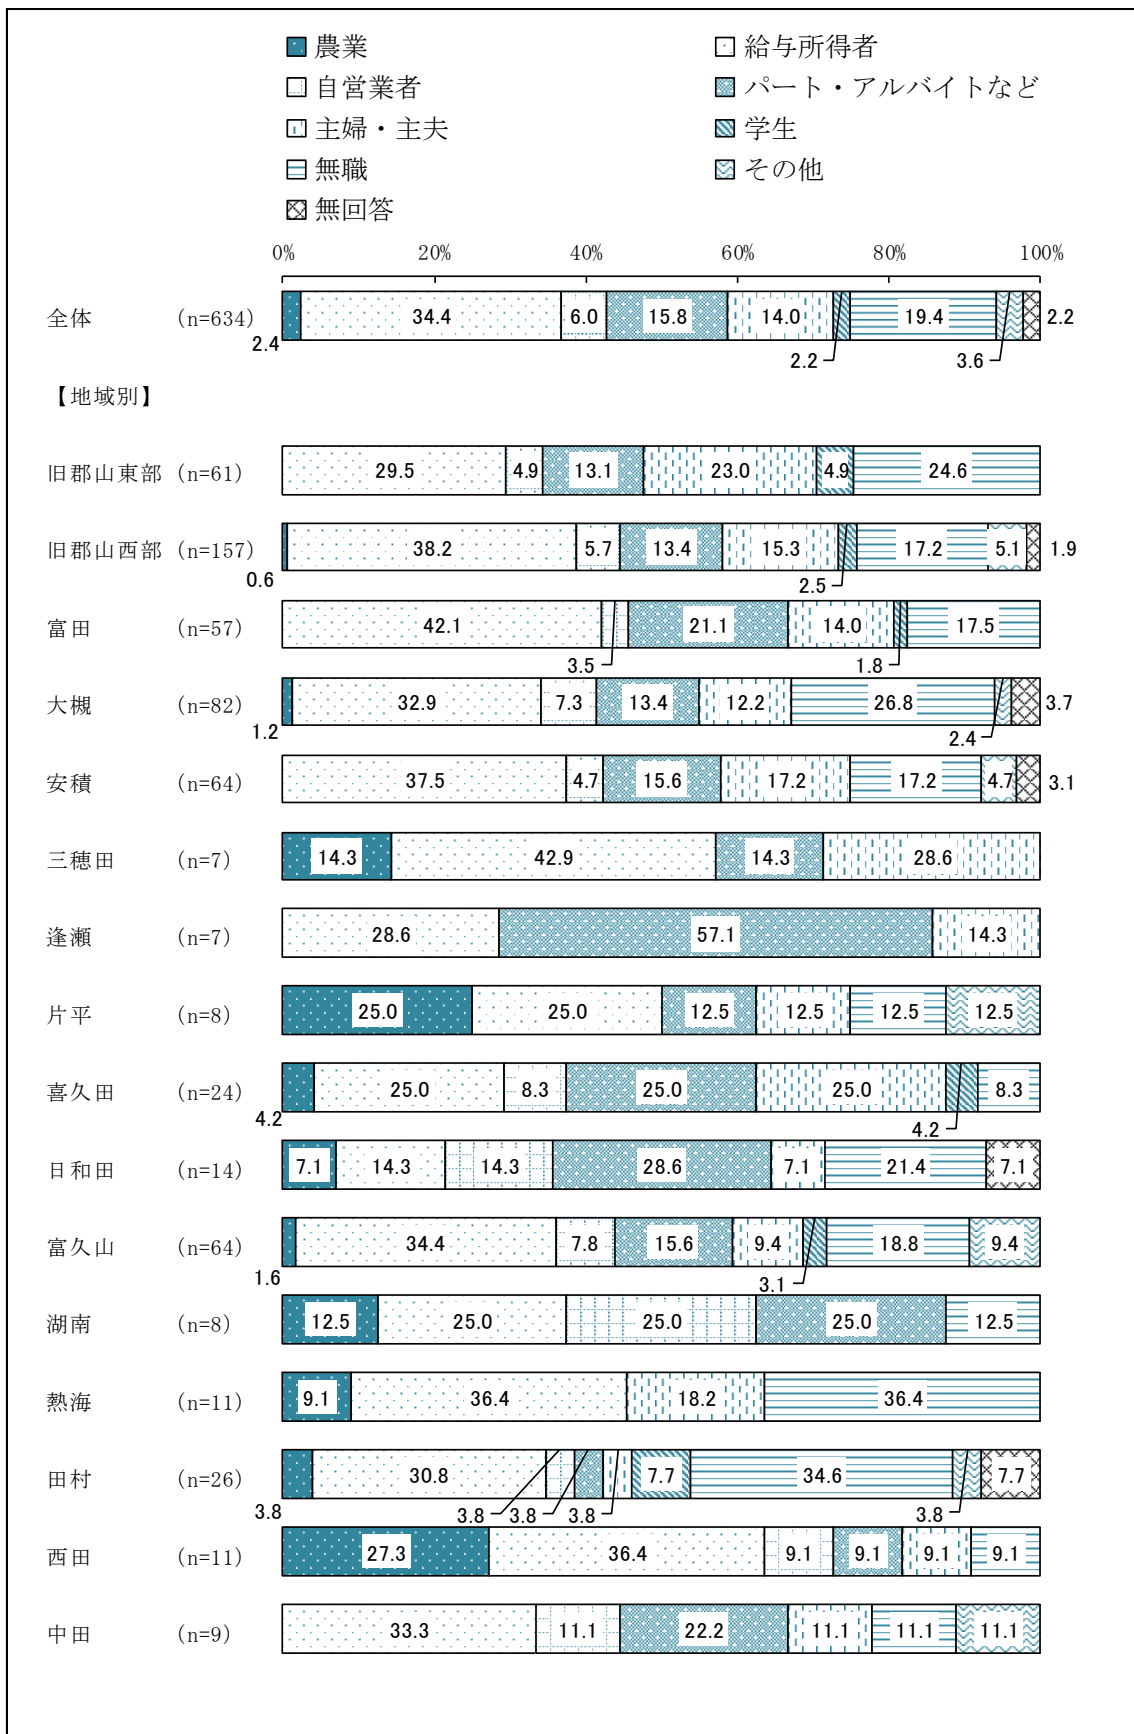 農業 給与所得者
自営業者 パート・アルバイトなど
主婦・主夫 学生
無職 その他
無回答
0% 20% 40% 60% 80% 100%
全体 (n=634) 2.4 34.4 6.0 15.8 14.0 2.2 19.4 3.6 2.2
【地域別】
旧郡山東部 (n=61) 29.5 4.9 13.1 23.0 4.9 24.6
旧郡山西部 (n=157) 0.6 38.2 5.7 13.4 15.3 2.5 17.2 5.1 1.9
富田 (n=57) 42.1 3.5 21.1 14.0 1.8 17.5
大槻 (n=82) 1.2 32.9 7.3 13.4 12.2 26.8 2.4 3.7
安積 (n=64) 37.5 4.7 15.6 17.2 17.2 4.7 3.1
三穂田 (n=7) 14.3 42.9 14.3 28.6
逢瀬 (n=7) 28.6 57.1 14.3
片平 (n=8) 25.0 25.0 12.5 12.5 12.5 12.5
喜久田 (n=24) 4.2 25.0 8.3 25.0 25.0 4.2 8.3
日和田 (n=14) 7.1 14.3 14.3 28.6 7.1 21.4 7.1
富久山 (n=64) 1.6 34.4 7.8 15.6 9.4 3.1 18.8 9.4
湖南 (n=8) 12.5 25.0 25.0 25.0 12.5
熱海 (n=11) 9.1 36.4 18.2 36.4
田村 (n=26) 3.8 30.8 3.8 3.8 3.8 7.7 34.6 3.8 7.7
西田 (n=11) 27.3 36.4 9.1 9.1 9.1 9.1
中田 (n=9) 33.3 11.1 22.2 11.1 11.1 11.1